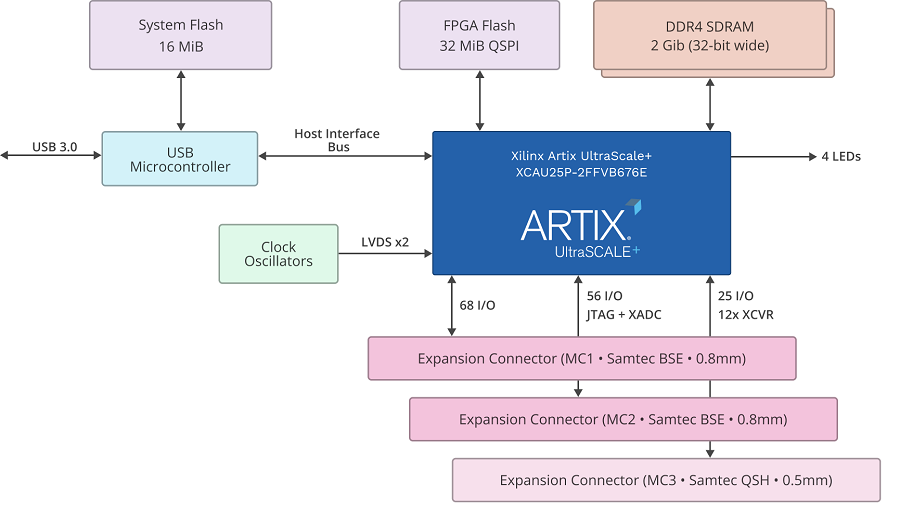 System Flash
16 MiB
FPGA Flash
32 MiB QSPI
DDR4 SDRAM
2 Gib (32-bit wide)
USB 3.0
USB
Microcontroller
Host Interface
Bus
Xilinx Artix UltraScale+
XCAU25P-2FFVB676E
4 LEDs
ARTIX.
UltraSCALE+
Clock
Oscillators
LVDS x2
68 I/O
56 I/O
JTAG + XADC
25 I/O
12x XCVR
Expansion Connector (MC1 • Samtec BSE • 0.8mm)
Expansion Connector (MC2 • Samtec BSE • 0.8mm)
Expansion Connector (MC3 • Samtec QSH • 0.5mm)